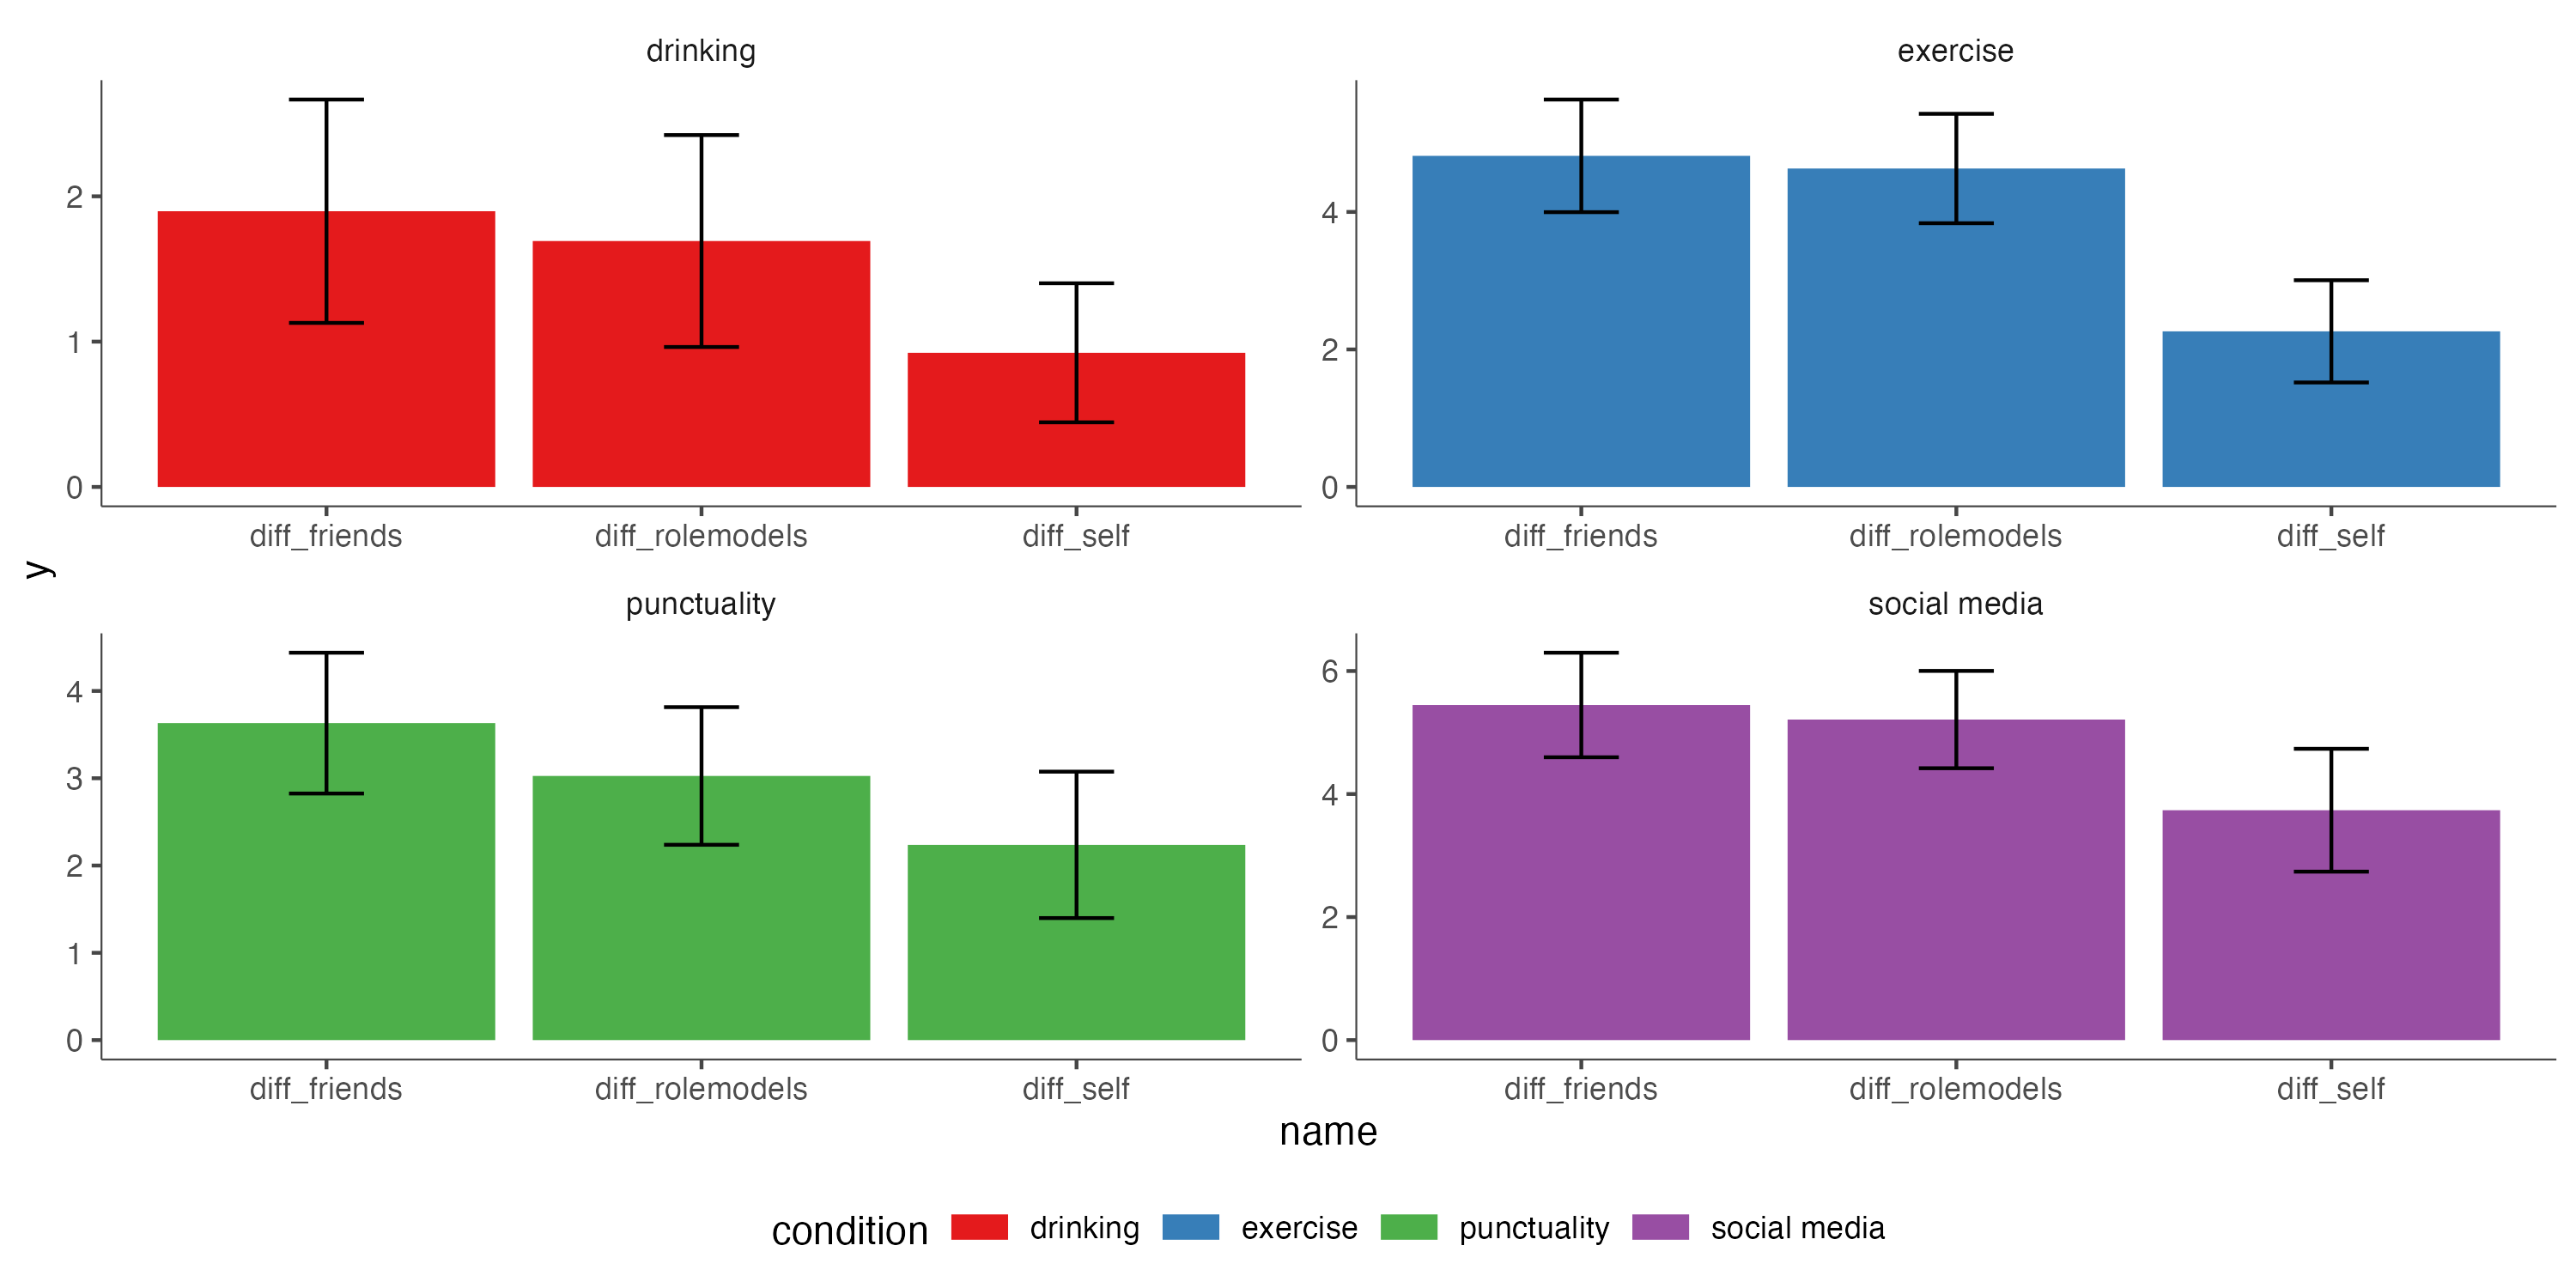 drinking
exercise
2
1
0
4
2
0
diff_friends diff_rolemodels diff_self
diff_friends diff_rolemodels diff_self
y
punctuality
social media
4
3
2
1
0
6
4
2
0
diff_friends diff_rolemodels diff_self
diff_friends diff_rolemodels diff_self
name
condition drinking exercise punctuality social media